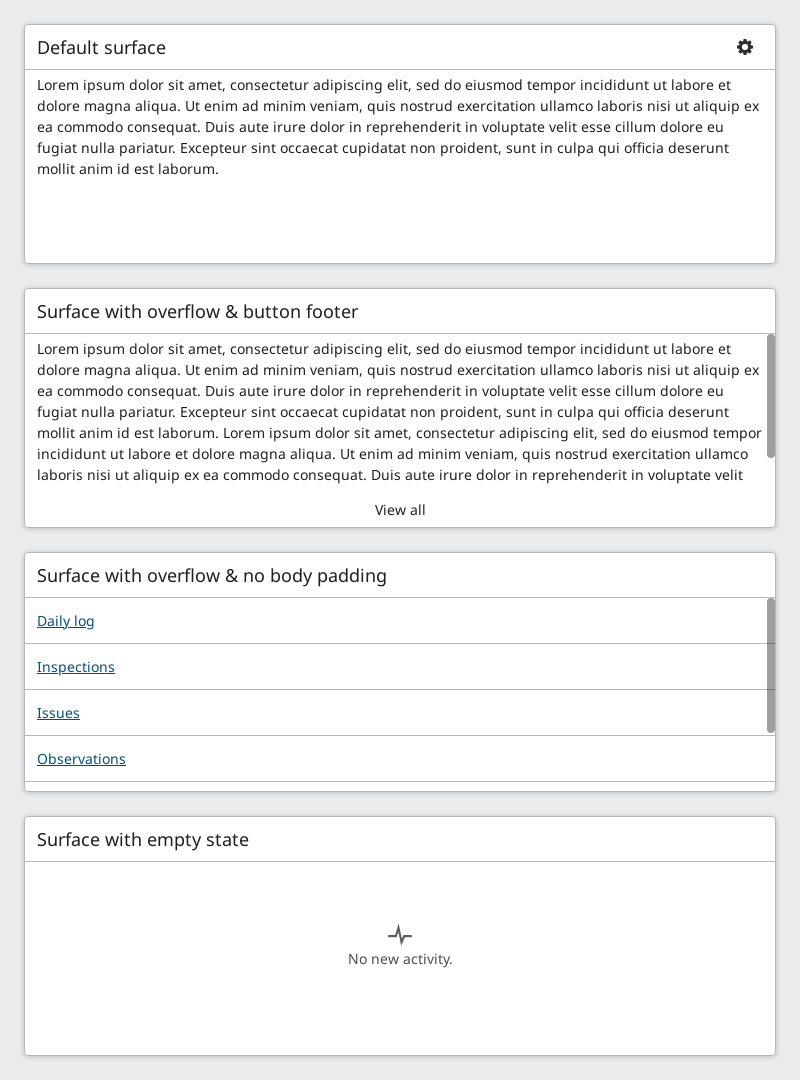 Default surface
Lorem ipsum dolor sit amet, consectetur adipiscing elit, sed do eiusmod tempor incididunt ut labore et
dolore magna aliqua. Ut enim ad minim veniam, quis nostrud exercitation ullamco laboris nisi ut aliquip ex
ea commodo consequat. Duis aute irure dolor in reprehenderit in voluptate velit esse cillum dolore eu
fugiat nulla pariatur. Excepteur sint occaecat cupidatat non proident, sunt in culpa qui officia deserunt
mollit anim id est laborum.
Surface with overflow & button footer
Lorem ipsum dolor sit amet, consectetur adipiscing elit, sed do eiusmod tempor incididunt ut labore et
dolore magna aliqua. Ut enim ad minim veniam, quis nostrud exercitation ullamco laboris nisi ut aliquip ex
ea commodo consequat. Duis aute irure dolor in reprehenderit in voluptate velit esse cillum dolore eu
fugiat nulla pariatur. Excepteur sint occaecat cupidatat non proident, sunt in culpa qui officia deserunt
mollit anim id est laborum. Lorem ipsum dolor sit amet, consectetur adipiscing elit, sed do eiusmod tempor
incididunt ut labore et dolore magna aliqua. Ut enim ad minim veniam, quis nostrud exercitation ullamco
laboris nisi ut aliquip ex ea commodo consequat. Duis aute irure dolor in reprehenderit in voluptate velit
View all
Surface with overflow & no body padding
Daily log
Inspections
Issues
Observations
Surface with empty state
No new activity.